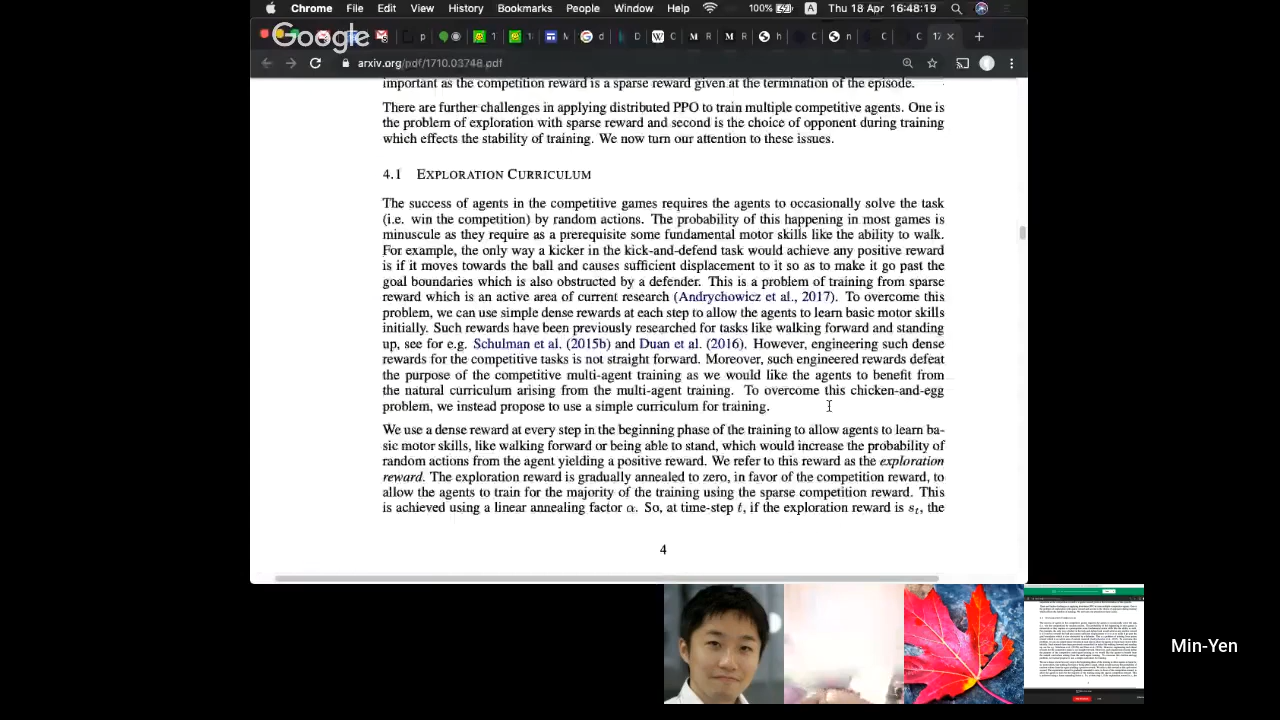 Chrome File Edit View History Bookmarks People Window Help 100% A Thu 18 Apr 16:48:19
Google
arxiv.org/pdf/1710.03748.pdf
important as the competition reward is a sparse reward given at the termination of the episode.
There are further challenges in applying distributed PPO to train multiple competitive agents. One is
the problem of exploration with sparse reward and second is the choice of opponent during training
which effects the stability of training. We now turn our attention to these issues.
4.1 EXPLORATION CURRICULUM
The success of agents in the competitive games requires the agents to occasionally solve the task
(i.e. win the competition) by random actions. The probability of this happening in most games is
minuscule as they require as a prerequisite some fundamental motor skills like the ability to walk.
For example, the only way a kicker in the kick-and-defend task would achieve any positive reward
is if it moves towards the ball and causes sufficient displacement to it so as to make it go past the
goal boundaries which is also obstructed by a defender. This is a problem of training from sparse
reward which is an active area of current research (Andrychowicz et al., 2017). To overcome this
problem, we can use simple dense rewards at each step to allow the agents to learn basic motor skills
initially. Such rewards have been previously researched for tasks like walking forward and standing
up, see for e.g. Schulman et al. (2015b) and Duan et al. (2016). However, engineering such dense
rewards for the competitive tasks is not straight forward. Moreover, such engineered rewards defeat
the purpose of the competitive multi-agent training as we would like the agents to benefit from
the natural curriculum arising from the multi-agent training. To overcome this chicken-and-egg
problem, we instead propose to use a simple curriculum for training.
We use a dense reward at every step in the beginning phase of the training to allow agents to learn ba-
sic motor skills, like walking forward or being able to stand, which would increase the probability of
random actions from the agent yielding a positive reward. We refer to this reward as the exploration
reward. The exploration reward is gradually annealed to zero, in favor of the competition reward, to
allow the agents to train for the majority of the training using the sparse competition reward. This
is achieved using a linear annealing factor α. So, at time-step t, if the exploration reward is s_t, the
4
Min-Yen